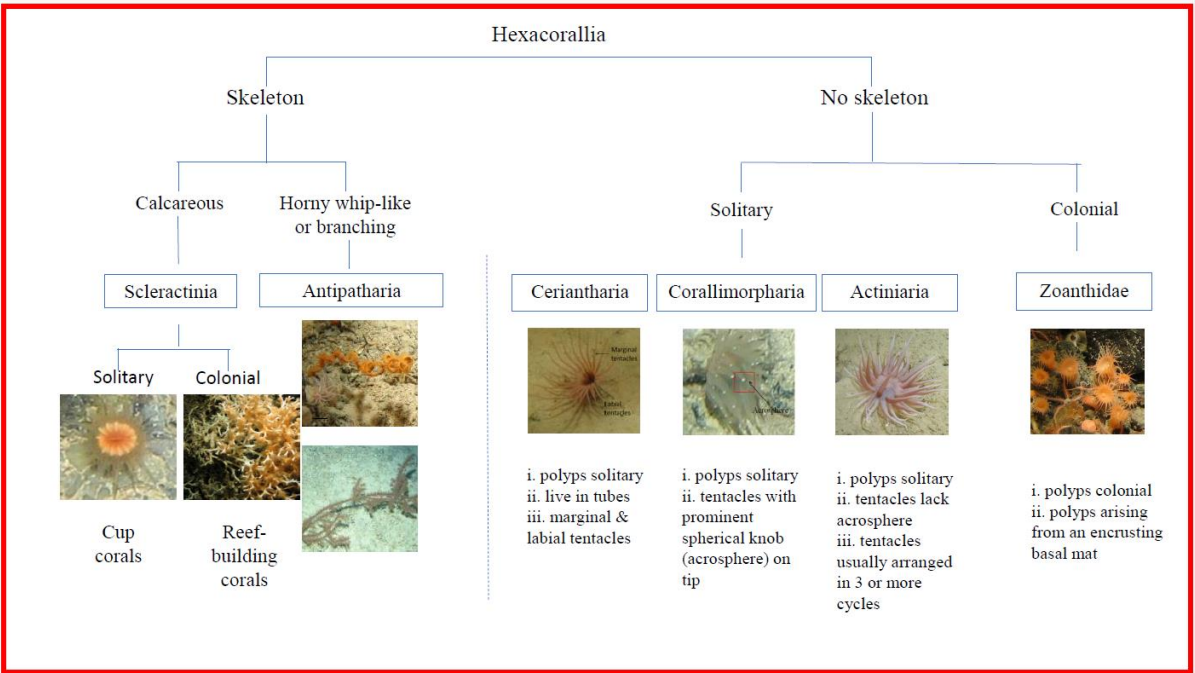 Hexacorallia
Skeleton
No skeleton
Calcareous
Horny whip-like
or branching
Solitary
Colonial
Scleractinia
Antipatharia
Ceriantharia
Corallimorpharia
Actiniaria
Zoanthidae
Solitary
Colonial
Marginal
tentacles
Labial
tentacles
Acrosphere
Cup
corals
Reef-
building
corals
i. polyps solitary
ii. live in tubes
iii. marginal &
labial tentacles
i. polyps solitary
ii. tentacles with
prominent
spherical knob
(acrosphere) on
tip
i. polyps solitary
ii. tentacles lack
acrosphere
iii. tentacles
usually arranged
in 3 or more
cycles
i. polyps colonial
ii. polyps arising
from an encrusting
basal mat